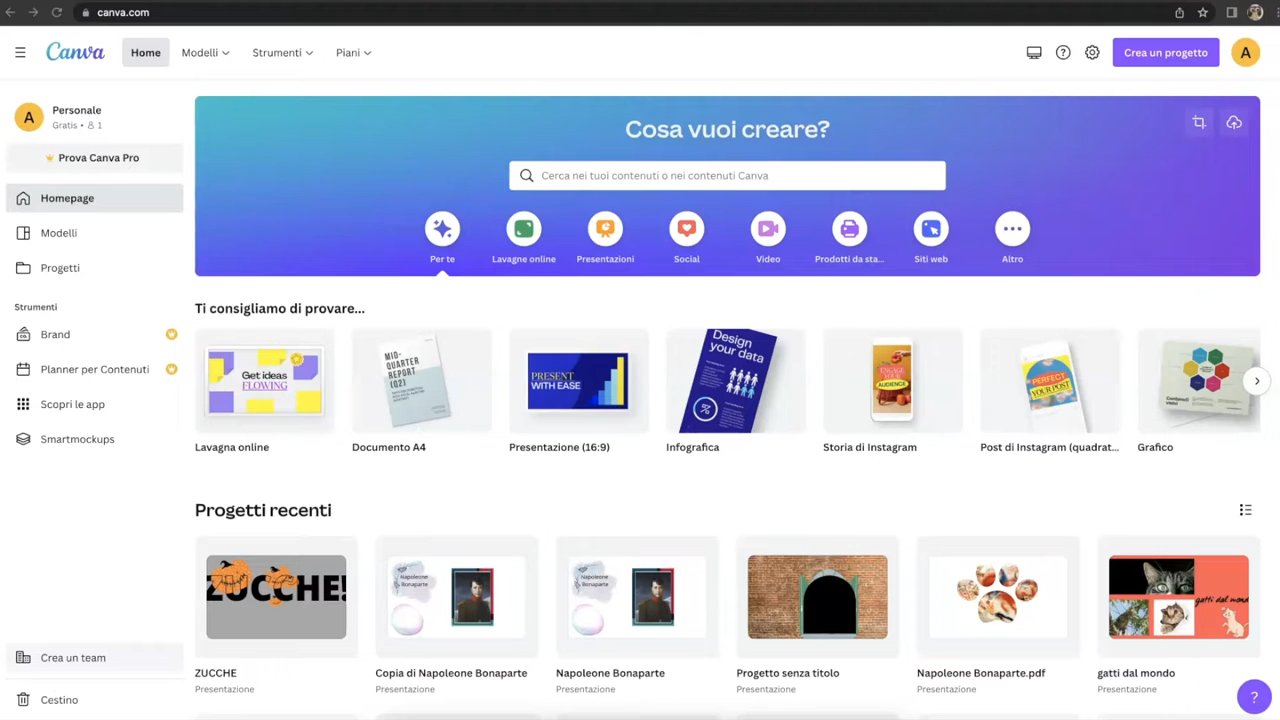 canva.com
Canva
Home
Modelli
Strumenti
Piani
Crea un progetto
A
A
Personale
Gratis • 1
Prova Canva Pro
Homepage
Modelli
Progetti
Strumenti
Brand
Planner per Contenuti
Scopri le app
Smartmockups
Crea un team
Cestino
Cosa vuoi creare?
Cerca nei tuoi contenuti o nei contenuti Canva
Per te
Lavagne online
Presentazioni
Social
Video
Prodotti da sta...
Siti web
Altro
Ti consigliamo di provare...
Get ideas
FLOWING
MID-
QUARTER
REPORT
(Q2)
PRESENT
WITH EASE
Design
your data
ENGAGE
YOUR
AUDIENCE
PERFECT
YOUR POST
Lavagna online
Documento A4
Presentazione (16:9)
Infografica
Storia di Instagram
Post di Instagram (quadrat...
Grafico
Progetti recenti
ZUCCHE!
Napoleone
Bonaparte
Napoleone
Bonaparte
gatti dal mond
ZUCCHE
Presentazione
Copia di Napoleone Bonaparte
Presentazione
Napoleone Bonaparte
Presentazione
Progetto senza titolo
Presentazione
Napoleone Bonaparte.pdf
Presentazione
gatti dal mondo
Presentazione
?